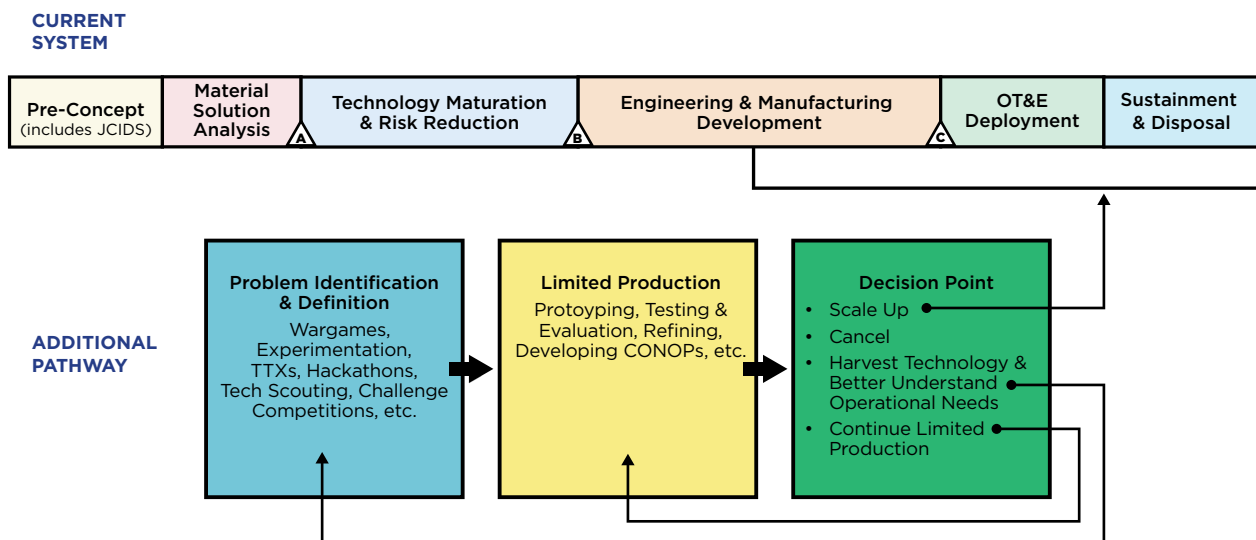 CURRENT
SYSTEM
Pre-Concept
(includes JCIDS)
Material
Solution
Analysis
A
Technology Maturation
& Risk Reduction
B
Engineering & Manufacturing
Development
C
OT&E
Deployment
Sustainment
& Disposal
ADDITIONAL
PATHWAY
Problem Identification
& Definition
Wargames,
Experimentation,
TTXs, Hackathons,
Tech Scouting, Challenge
Competitions, etc.
Limited Production
Protoyping, Testing &
Evaluation, Refining,
Developing CONOPs, etc.
Decision Point
• Scale Up
• Cancel
• Harvest Technology &
Better Understand
Operational Needs
• Continue Limited
Production